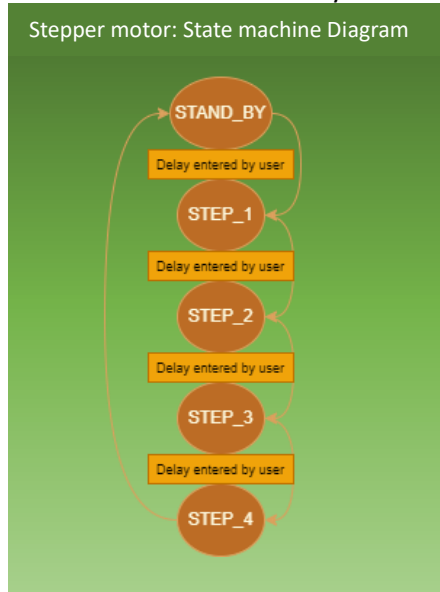 Stepper motor: State machine Diagram
STAND_BY
Delay entered by user
STEP_1
Delay entered by user
STEP_2
Delay entered by user
STEP_3
Delay entered by user
STEP_4